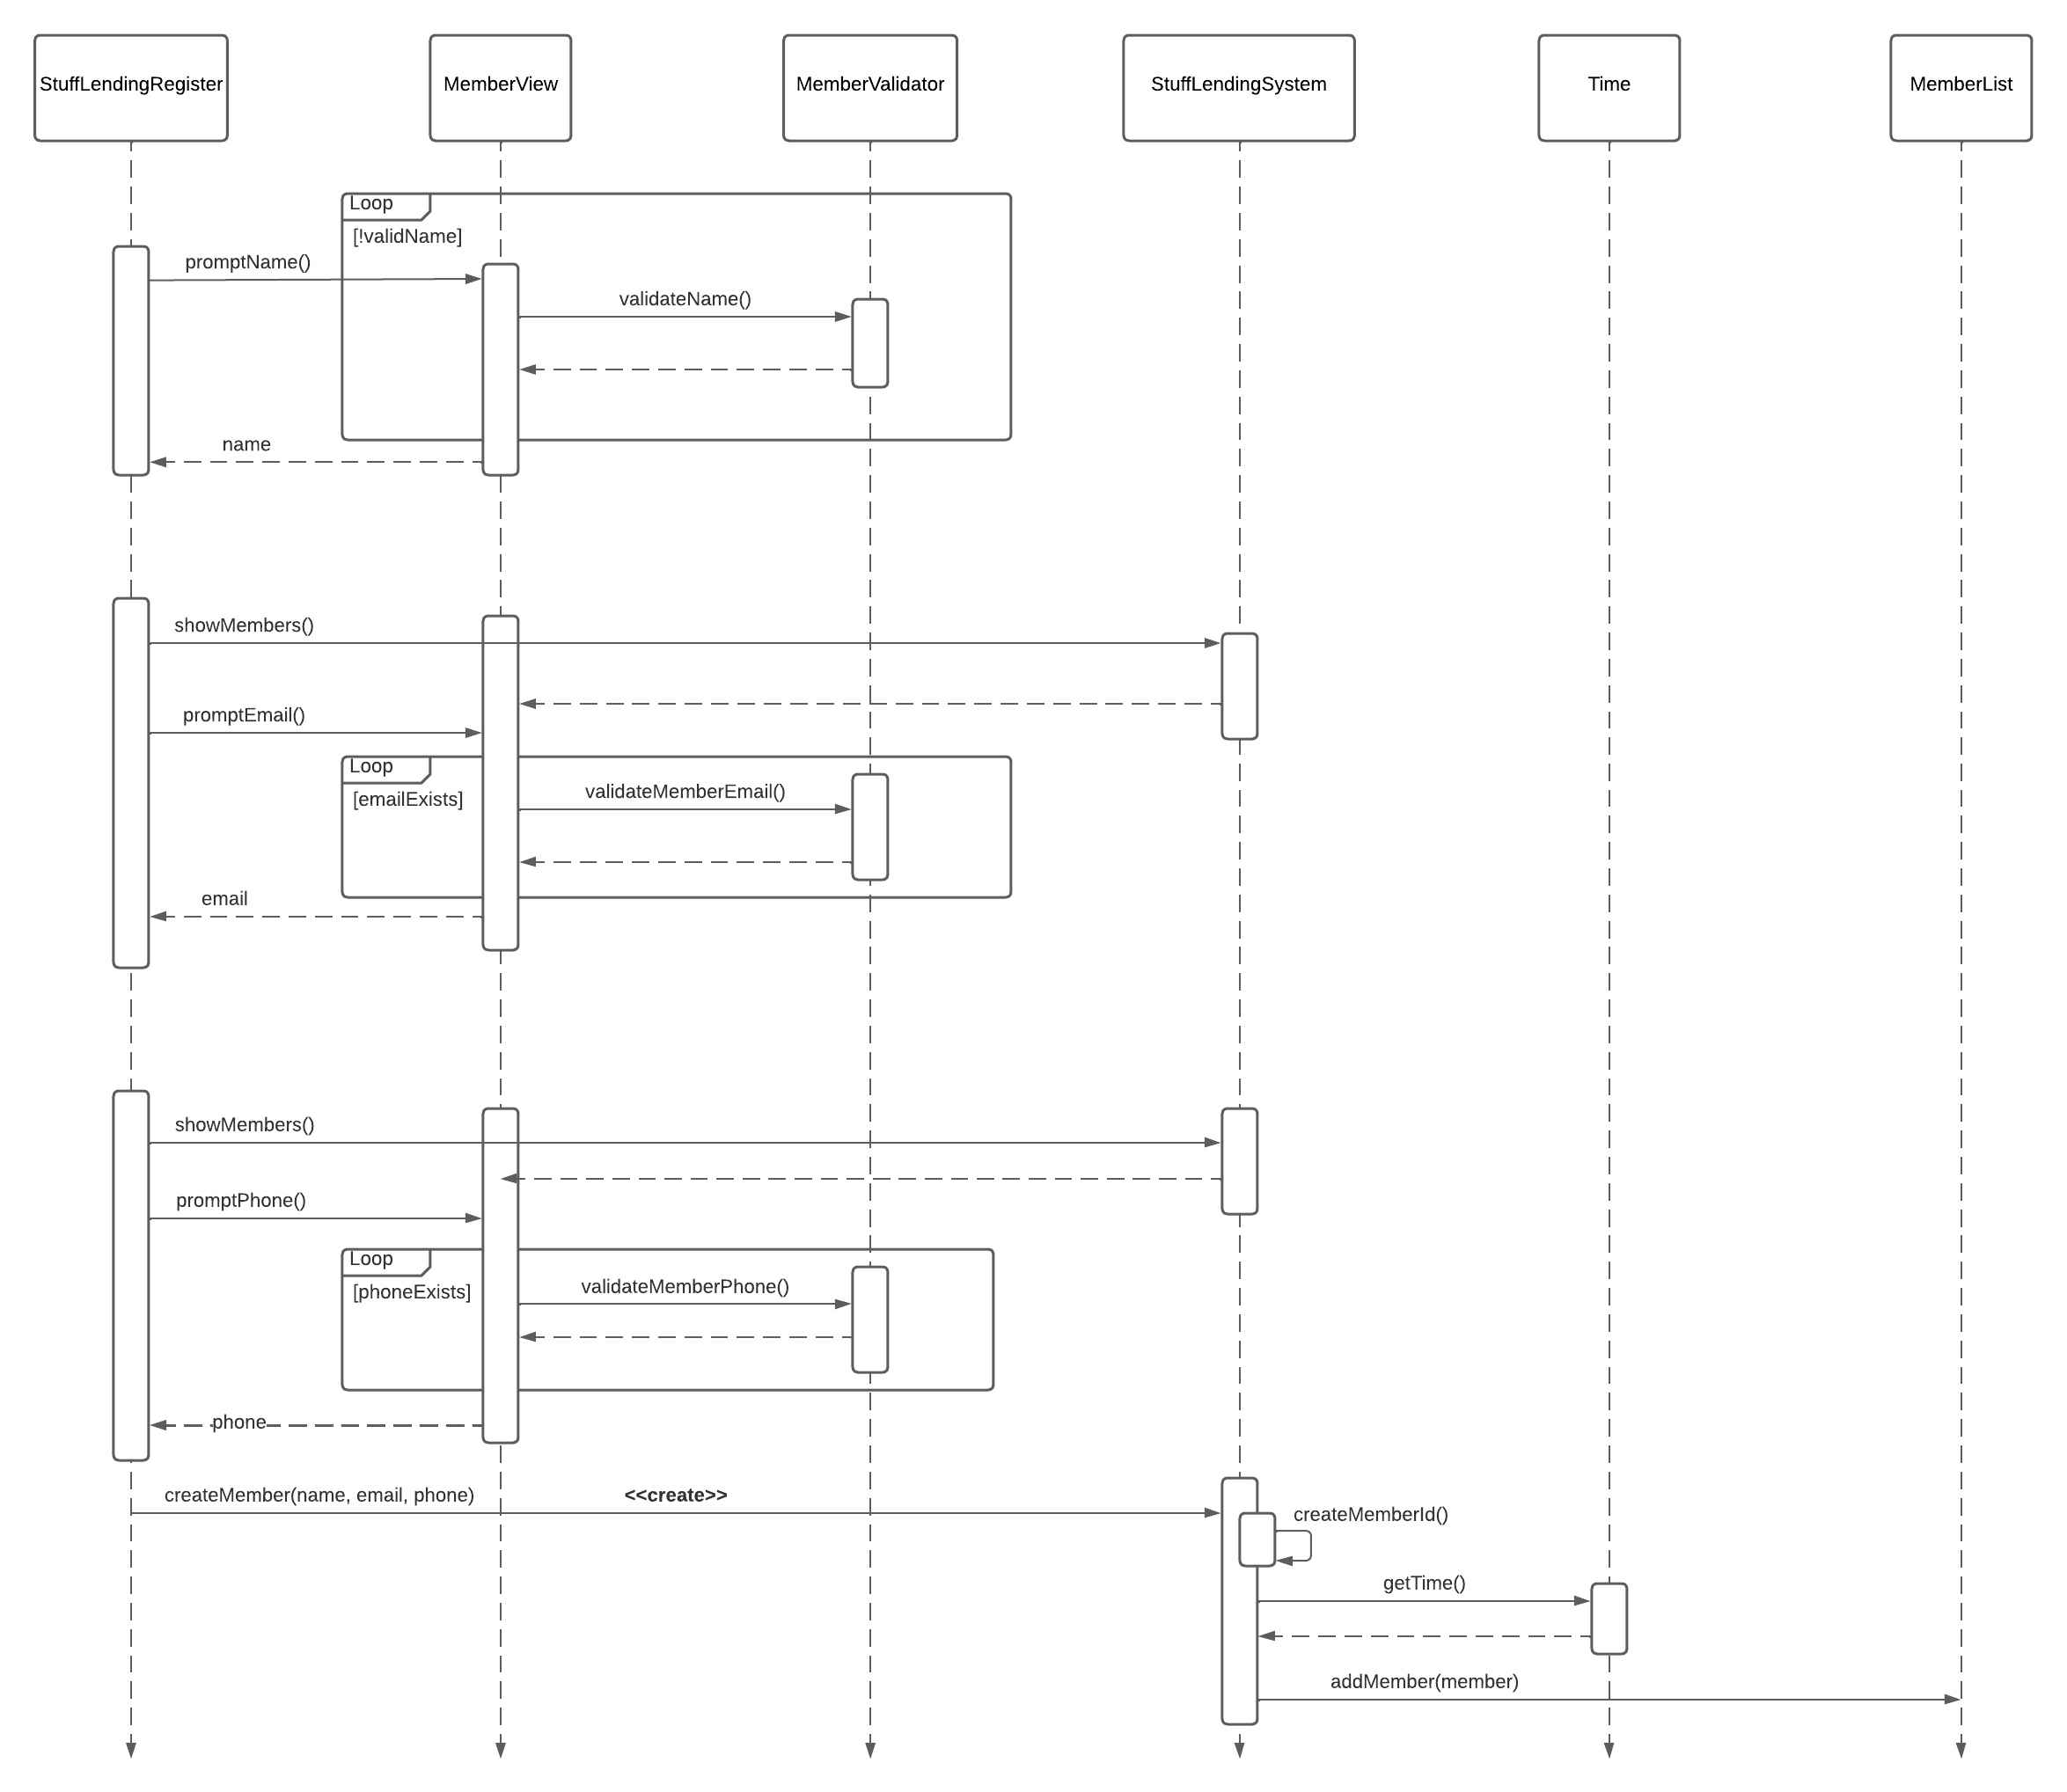 StuffLendingRegister
MemberView
MemberValidator
StuffLendingSystem
Time
MemberList
Loop
[!validName]
promptName()
validateName()
name
showMembers()
promptEmail()
Loop
[emailExists]
validateMemberEmail()
email
showMembers()
promptPhone()
Loop
[phoneExists]
validateMemberPhone()
phone
createMember(name, email, phone)
<<create>>
createMemberId()
getTime()
addMember(member)